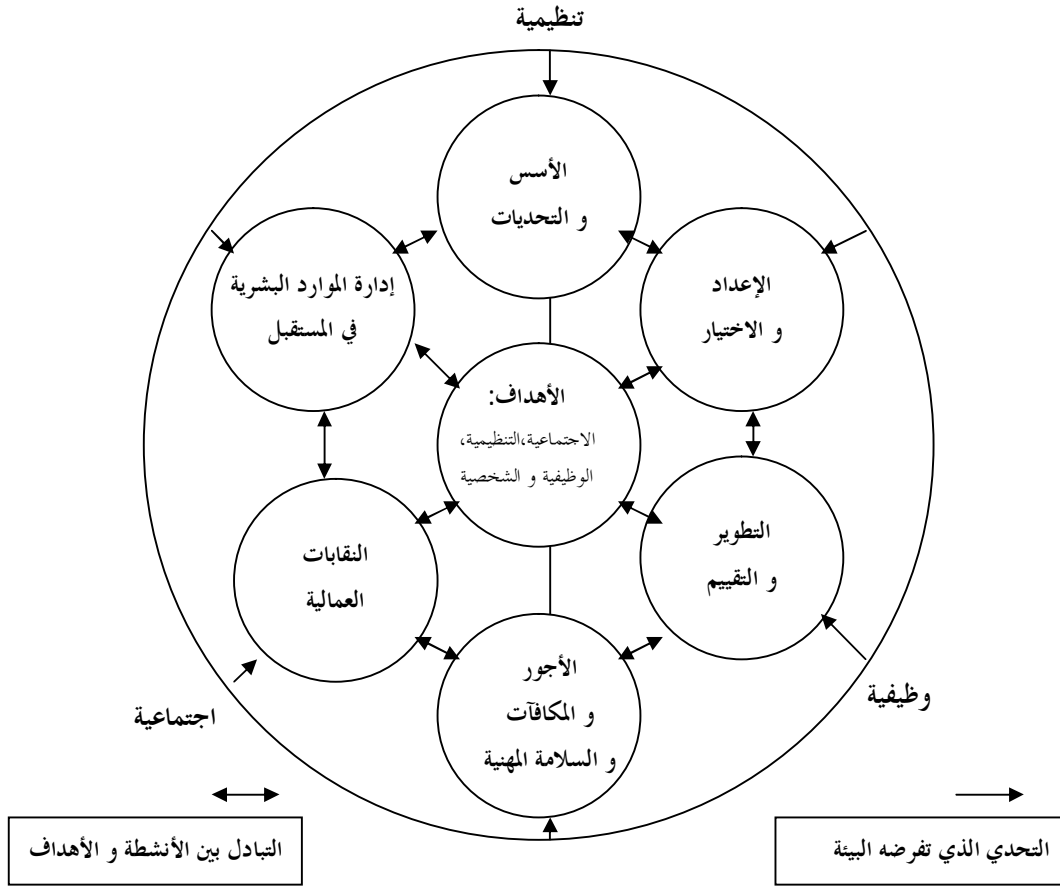 تنظيمية
الأسس
و التحديات
الإعداد
و الاختيار
إدارة الموارد البشرية
في المستقبل
الأهداف:
الاجتماعية،التنظيمية،
الوظيفية و الشخصية
التطوير
و التقييم
النقابات
العمالية
الأجور
و المكافآت
و السلامة المهنية
وظيفية
اجتماعية
التحدي الذي تفرضه البيئة
التبادل بين الأنشطة و الأهداف